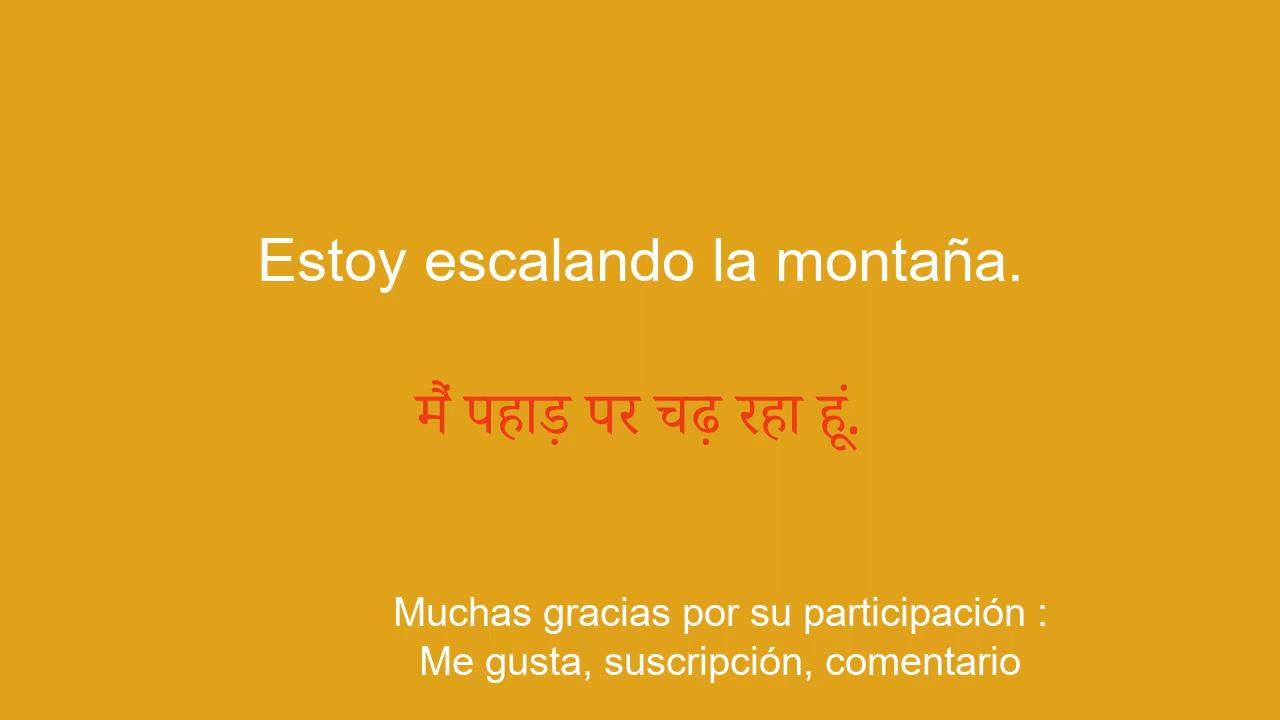 Estoy escalando la montaña.
मैं पहाड़ पर चढ़ रहा हूं.
Muchas gracias por su participación :
Me gusta, suscripción, comentario